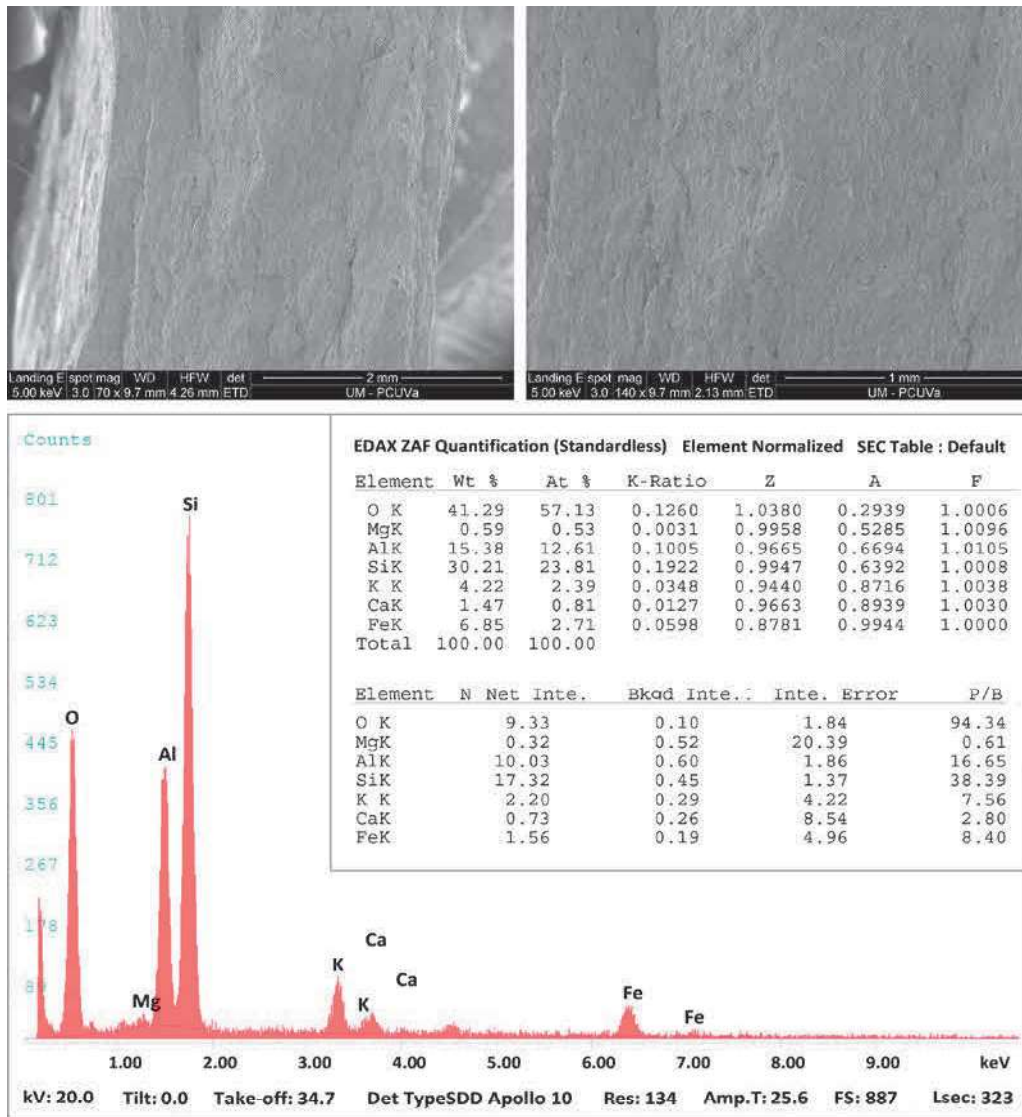 Landing E spot mag WD HFW det 2 mm
5.00 keV 3.0 70 x 9.7 mm 4.26 mm ETD UM - PCUVa
Landing E spot mag WD HFW det 1 mm
5.00 keV 3.0 140 x 9.7 mm 2.13 mm ETD UM - PCUVa
Counts
801
712
623
534
445
356
267
178
Si
O
Al
Mg
K
K
Ca
Ca
Fe
Fe
EDAX ZAF Quantification (Standardless) Element Normalized SEC Table : Default
Element Wt % At % K-Ratio Z A F
O K 41.29 57.13 0.1260 1.0380 0.2939 1.0006
MgK 0.59 0.53 0.0031 0.9958 0.5285 1.0096
AlK 15.38 12.61 0.1005 0.9665 0.6694 1.0105
SiK 30.21 23.81 0.1922 0.9947 0.6392 1.0008
K K 4.22 2.39 0.0348 0.9440 0.8716 1.0038
CaK 1.47 0.81 0.0127 0.9663 0.8939 1.0030
FeK 6.85 2.71 0.0598 0.8781 0.9944 1.0000
Total 100.00 100.00
Element N Net Inte. Bkgd Inte. Inte. Error P/B
O K 9.33 0.10 1.84 94.34
MgK 0.32 0.52 20.39 0.61
AlK 10.03 0.60 1.86 16.65
SiK 17.32 0.45 1.37 38.39
K K 2.20 0.29 4.22 7.56
CaK 0.73 0.26 8.54 2.80
FeK 1.56 0.19 4.96 8.40
1.00 2.00 3.00 4.00 5.00 6.00 7.00 8.00 9.00 keV
kV: 20.0 Tilt: 0.0 Take-off: 34.7 Det TypeSDD Apollo 10 Res: 134 Amp.T: 25.6 FS: 887 Lsec: 323